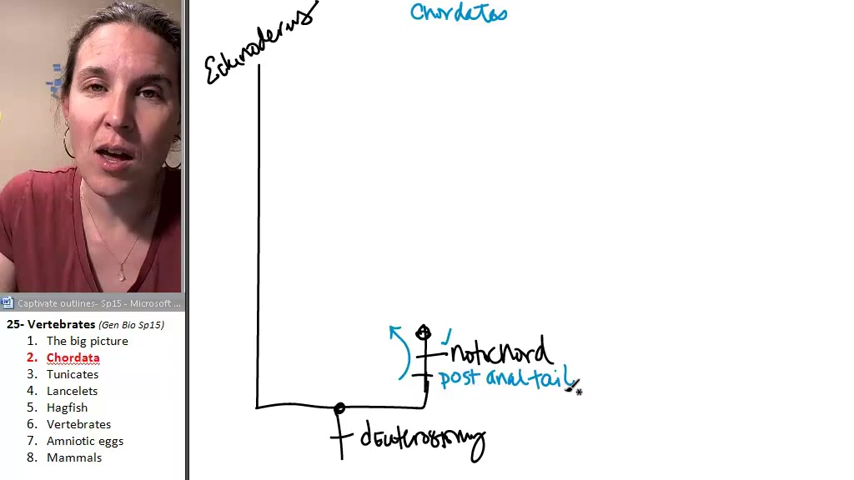 Chordates
Echinoderms
notochord
post anal tail
deuterostomy
Captivate outlines- Sp15 - Microsoft ...
25- Vertebrates (Gen Bio Sp15)
1. The big picture
2. Chordata
3. Tunicates
4. Lancelets
5. Hagfish
6. Vertebrates
7. Amniotic eggs
8. Mammals